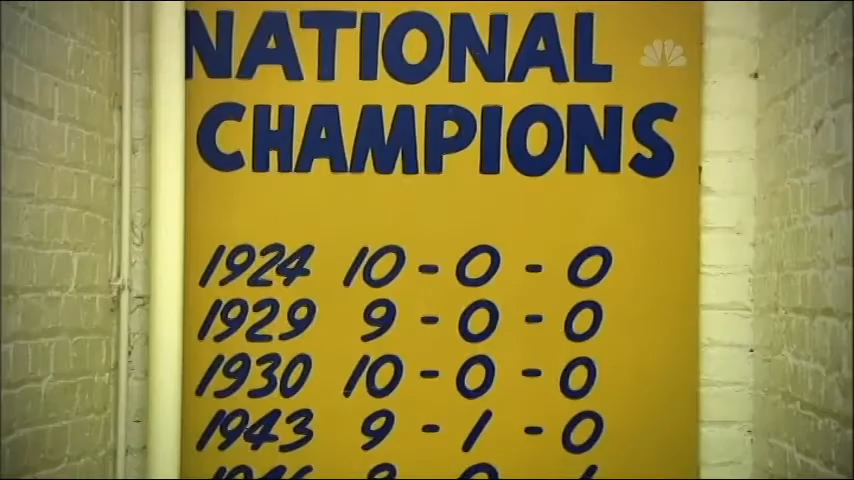 NATIONAL
CHAMPIONS
1924 10-0-0
1929 9-0-0
1930 10-0-0
1943 9-1-0